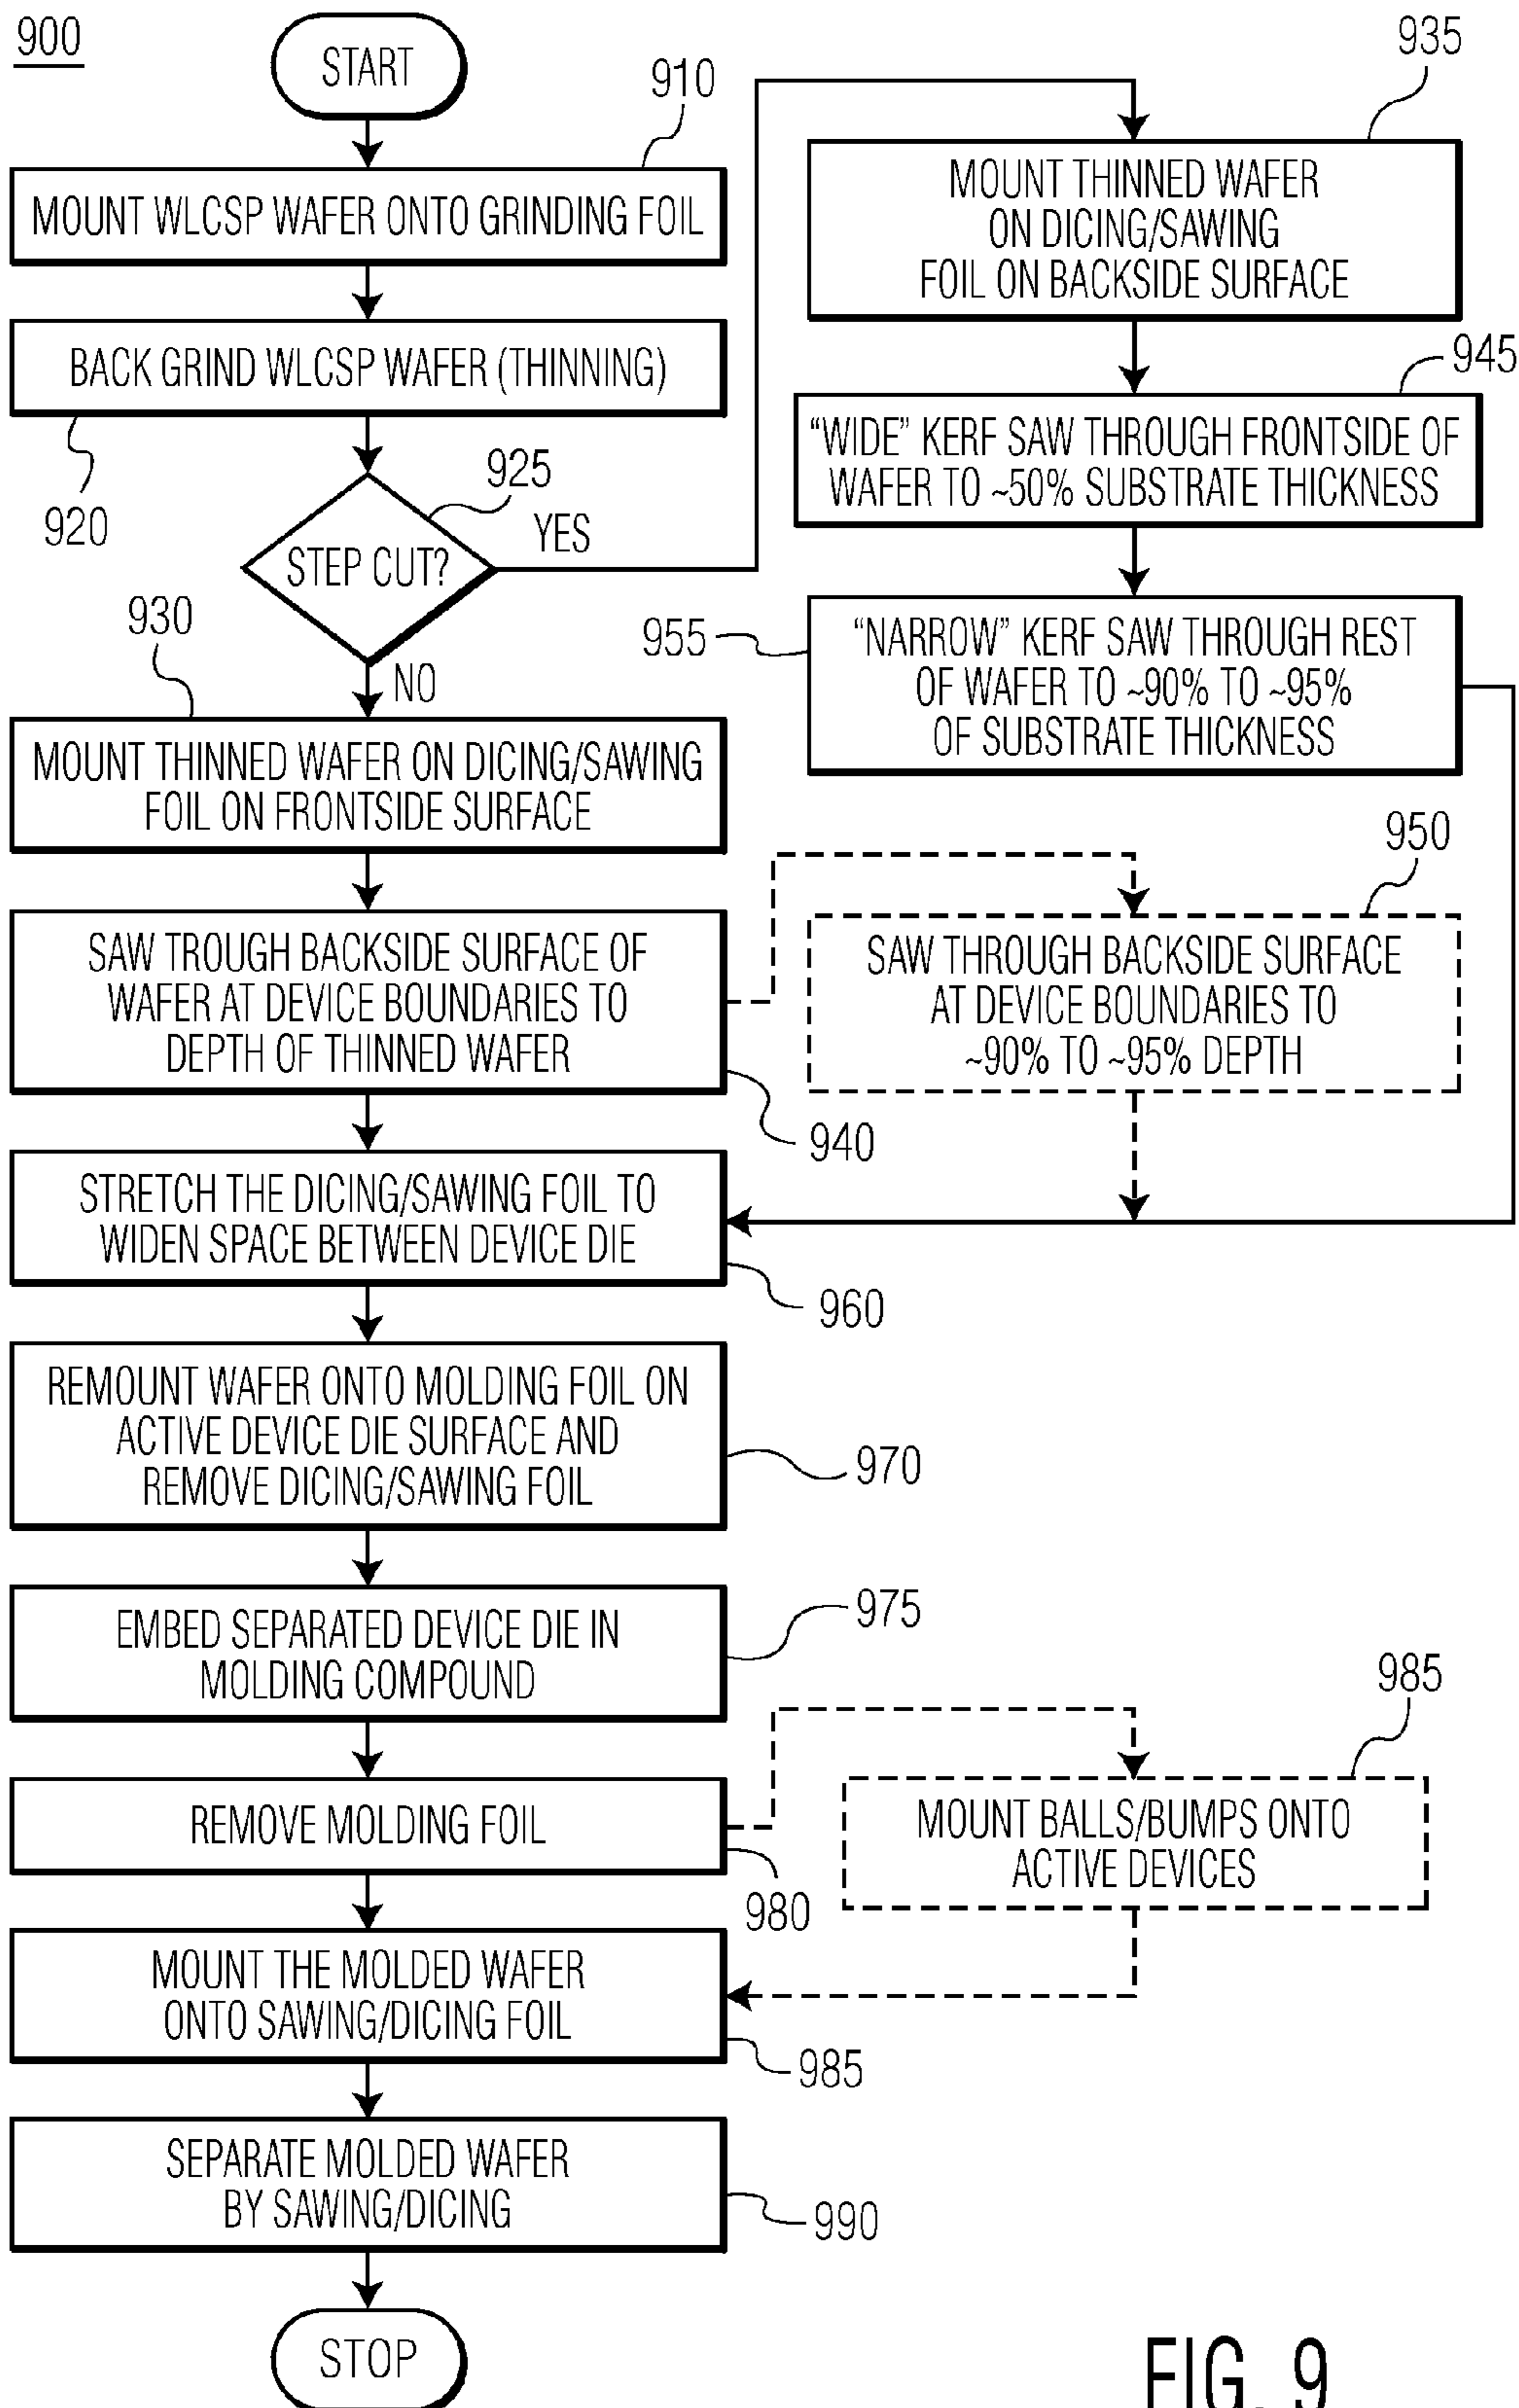 900
START
910
MOUNT WLCSP WAFER ONTO GRINDING FOIL
BACK GRIND WLCSP WAFER (THINNING)
920
925
STEP CUT?
YES
NO
935
MOUNT THINNED WAFER
ON DICING/SAWING
FOIL ON BACKSIDE SURFACE
945
“WIDE” KERF SAW THROUGH FRONTSIDE OF
WAFER TO ~50% SUBSTRATE THICKNESS
955
“NARROW” KERF SAW THROUGH REST
OF WAFER TO ~90% TO ~95%
OF SUBSTRATE THICKNESS
930
MOUNT THINNED WAFER ON DICING/SAWING
FOIL ON FRONTSIDE SURFACE
SAW TROUGH BACKSIDE SURFACE OF
WAFER AT DEVICE BOUNDARIES TO
DEPTH OF THINNED WAFER
940
950
SAW THROUGH BACKSIDE SURFACE
AT DEVICE BOUNDARIES TO
~90% TO ~95% DEPTH
STRETCH THE DICING/SAWING FOIL TO
WIDEN SPACE BETWEEN DEVICE DIE
960
REMOUNT WAFER ONTO MOLDING FOIL ON
ACTIVE DEVICE DIE SURFACE AND
REMOVE DICING/SAWING FOIL
970
EMBED SEPARATED DEVICE DIE IN
MOLDING COMPOUND
975
REMOVE MOLDING FOIL
980
985
MOUNT BALLS/BUMPS ONTO
ACTIVE DEVICES
MOUNT THE MOLDED WAFER
ONTO SAWING/DICING FOIL
985
SEPARATE MOLDED WAFER
BY SAWING/DICING
990
STOP
FIG. 9